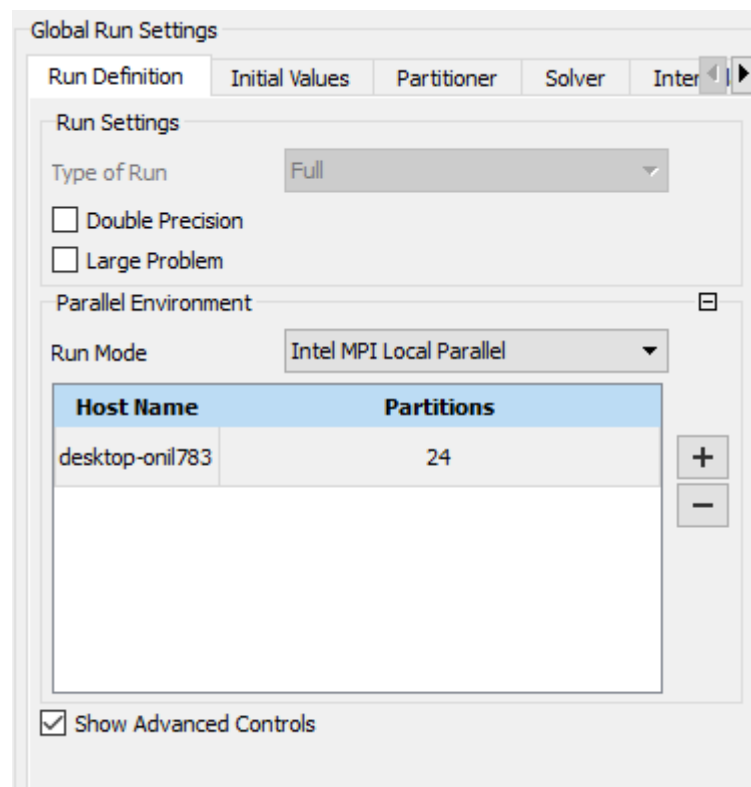 Global Run Settings
Run Definition Initial Values Partitioner Solver Inter
Run Settings
Type of Run Full
Double Precision
Large Problem
Parallel Environment
Run Mode Intel MPI Local Parallel
Host Name Partitions
desktop-onil783 24
+
−
Show Advanced Controls